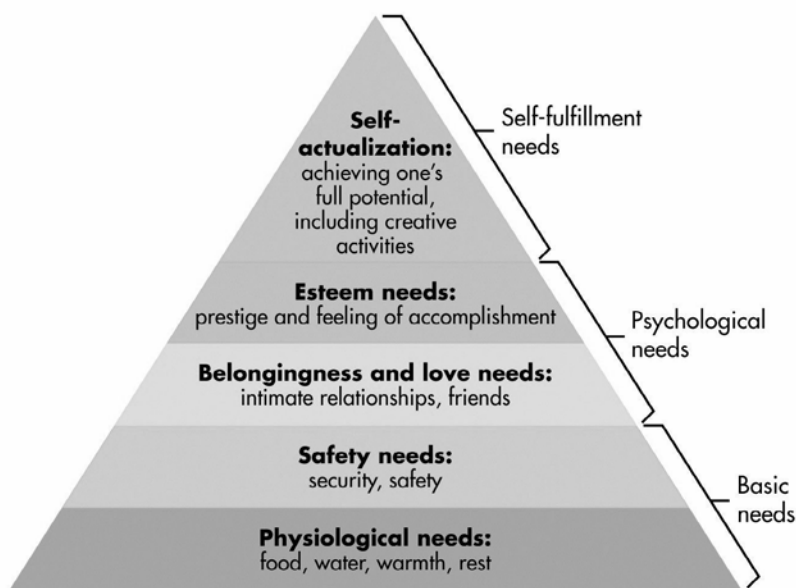 Self-
actualization:
achieving one's
full potential,
including creative
activities
Self-fulfillment
needs
Esteem needs:
prestige and feeling of accomplishment
Psychological
needs
Belongingness and love needs:
intimate relationships, friends
Safety needs:
security, safety
Basic
needs
Physiological needs:
food, water, warmth, rest